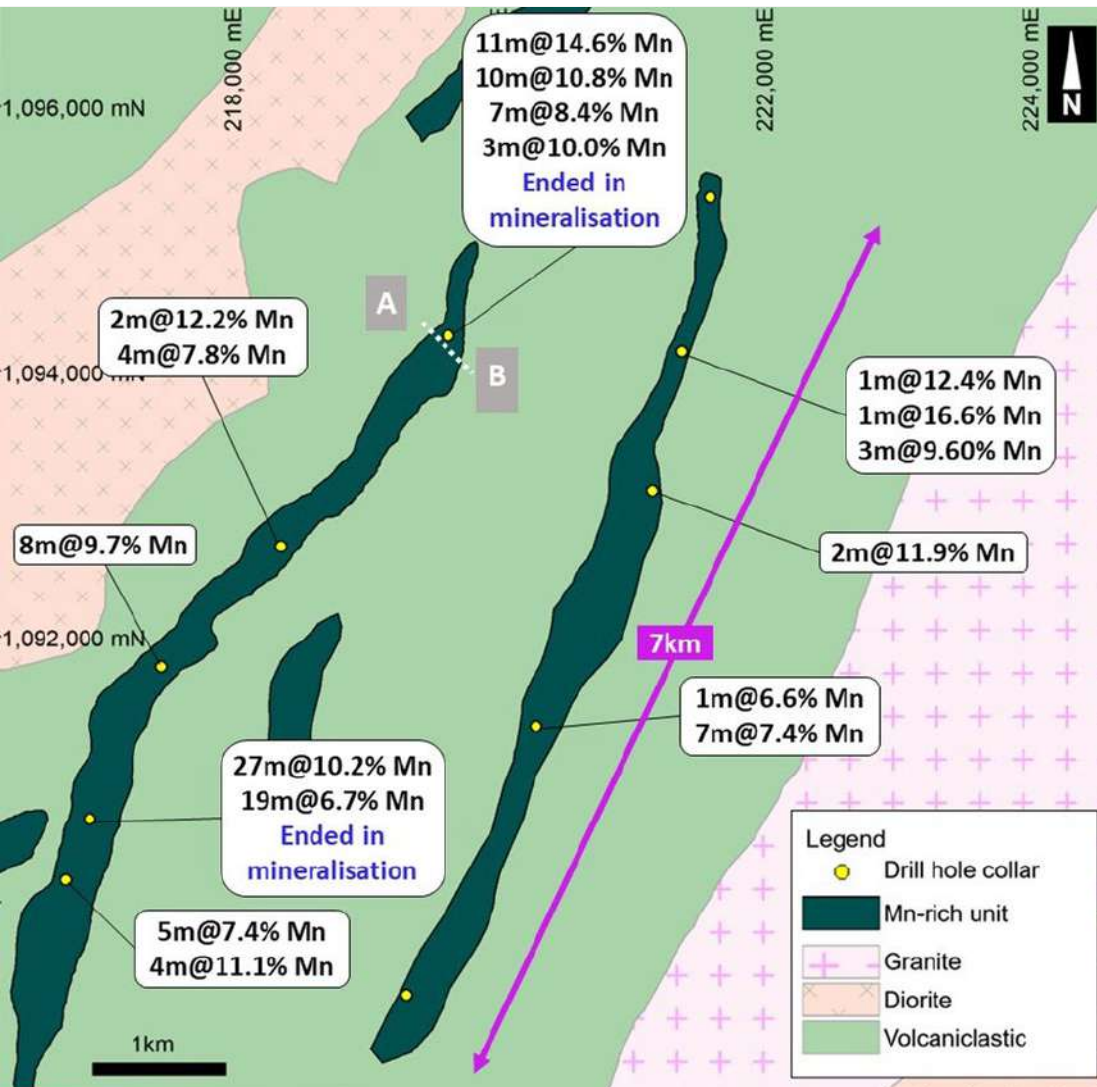 218,000 mE
222,000 mE
224,000 mE
N
1,096,000 mN
11m@14.6% Mn
10m@10.8% Mn
7m@8.4% Mn
3m@10.0% Mn
Ended in
mineralisation
A
B
2m@12.2% Mn
4m@7.8% Mn
1,094,000 mN
1m@12.4% Mn
1m@16.6% Mn
3m@9.60% Mn
8m@9.7% Mn
2m@11.9% Mn
1,092,000 mN
7km
1m@6.6% Mn
7m@7.4% Mn
27m@10.2% Mn
19m@6.7% Mn
Ended in
mineralisation
5m@7.4% Mn
4m@11.1% Mn
1km
Legend
Drill hole collar
Mn-rich unit
Granite
Diorite
Volcaniclastic